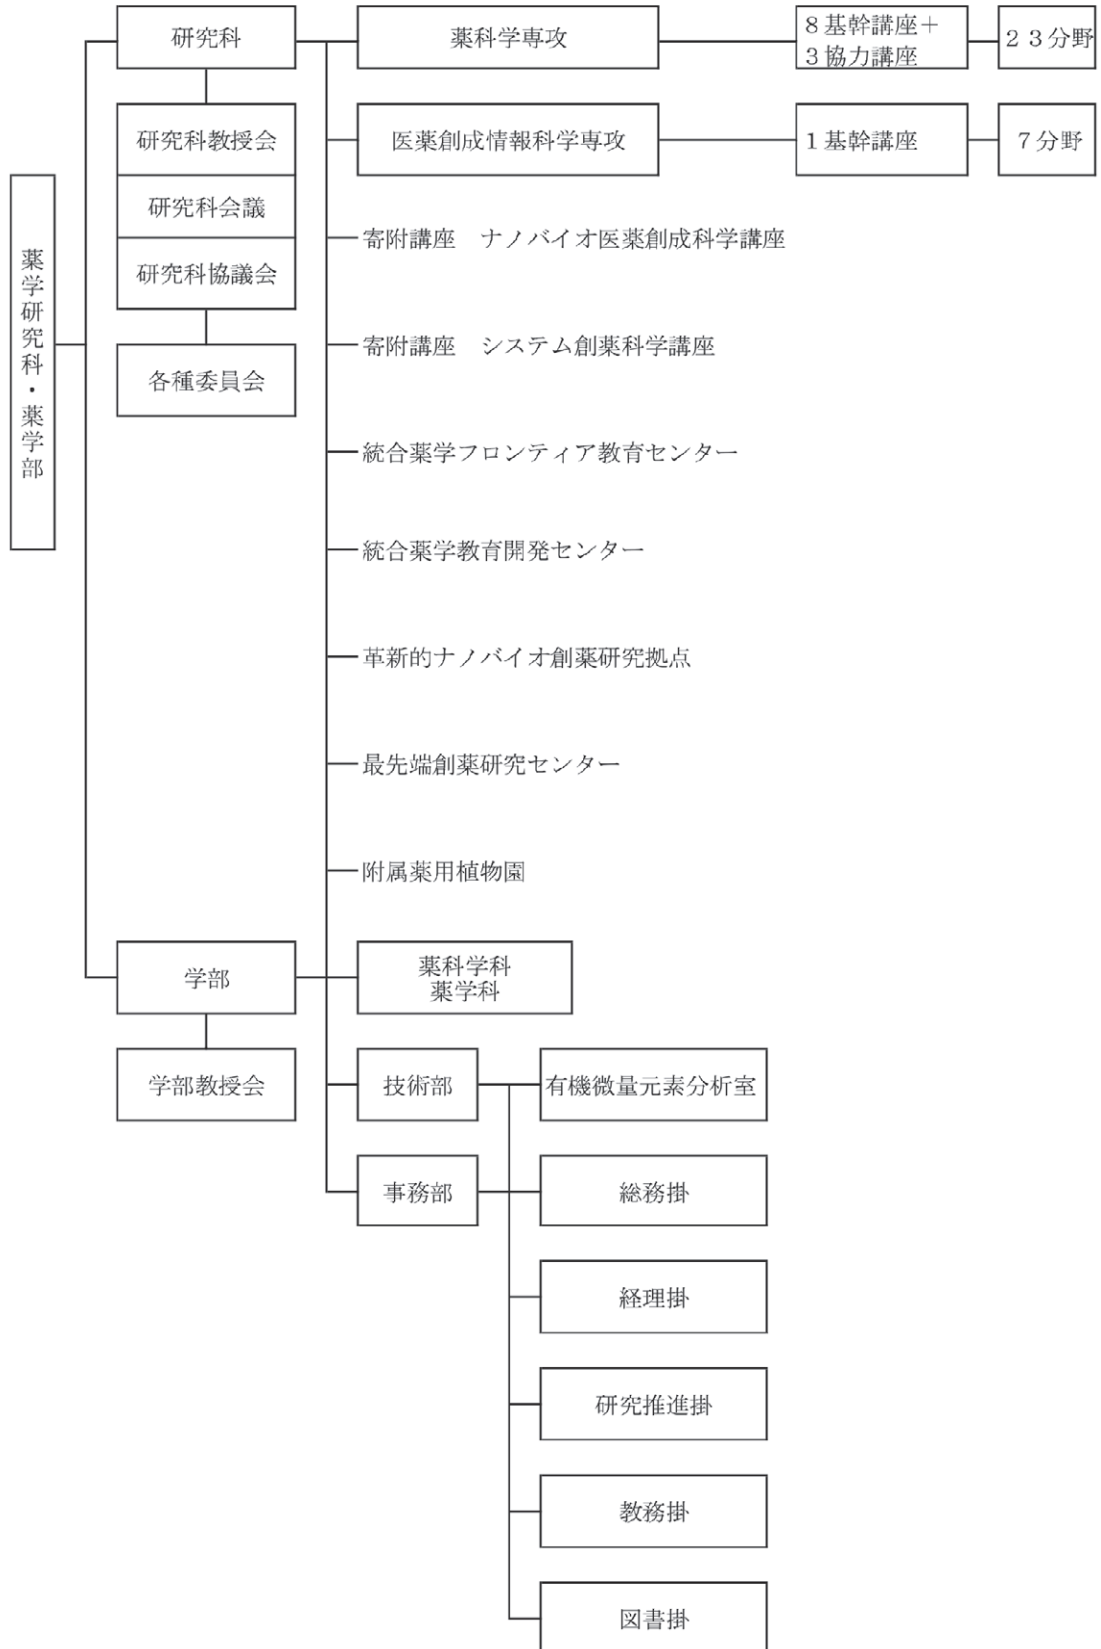 薬学研究科・薬学部
研究科
研究科教授会
研究科会議
研究科協議会
各種委員会
薬科学専攻
８基幹講座＋
３協力講座
２３分野
医薬創成情報科学専攻
１基幹講座
７分野
寄附講座　ナノバイオ医薬創成科学講座
寄附講座　システム創薬科学講座
統合薬学フロンティア教育センター
統合薬学教育開発センター
革新的ナノバイオ創薬研究拠点
最先端創薬研究センター
附属薬用植物園
学部
学部教授会
薬科学科
薬学科
技術部
有機微量元素分析室
事務部
総務掛
経理掛
研究推進掛
教務掛
図書掛